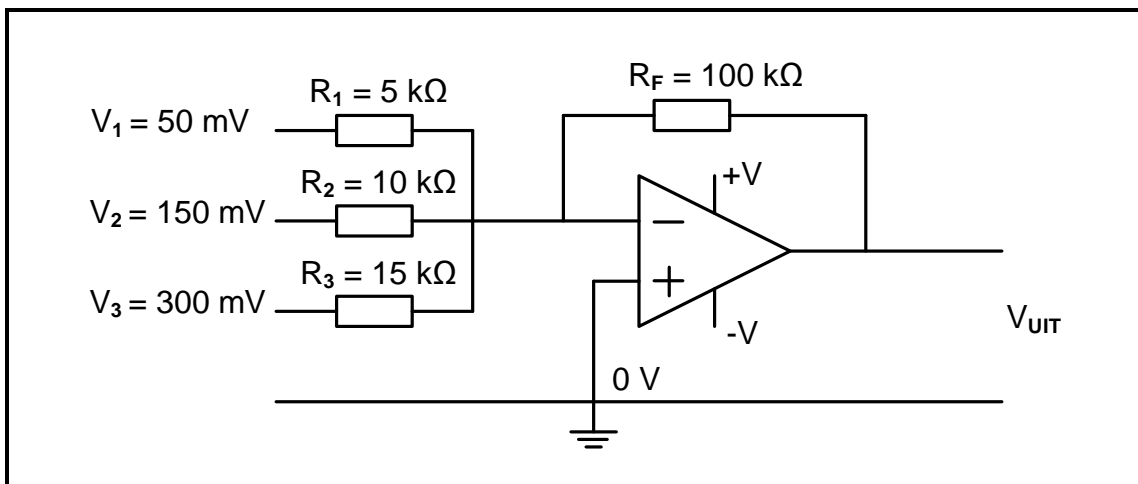 R₁ = 5 kΩ
V₁ = 50 mV
R₂ = 10 kΩ
V₂ = 150 mV
R₃ = 15 kΩ
V₃ = 300 mV
R_F = 100 kΩ
+V
−
+
-V
0 V
V_UIT